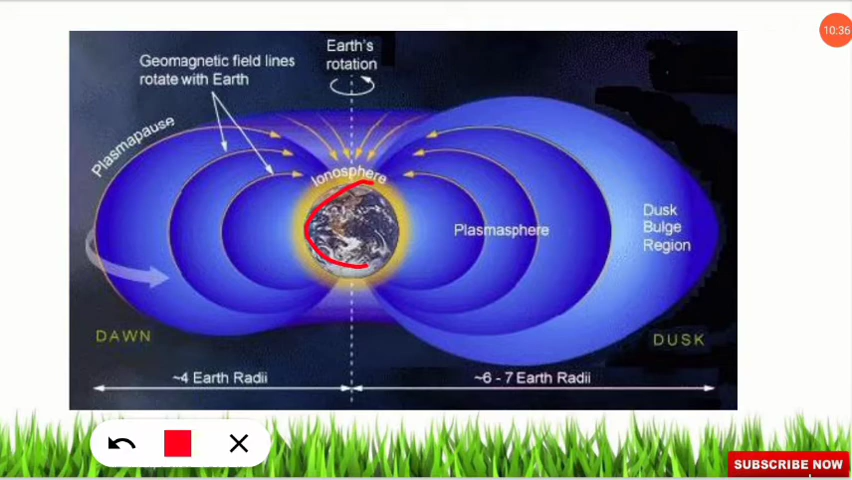 10:36
Earth's
rotation
Geomagnetic field lines
rotate with Earth
Plasmapause
Ionosphere
Plasmasphere
Dusk
Bulge
Region
DAWN
DUSK
~4 Earth Radii
~6 - 7 Earth Radii
SUBSCRIBE NOW